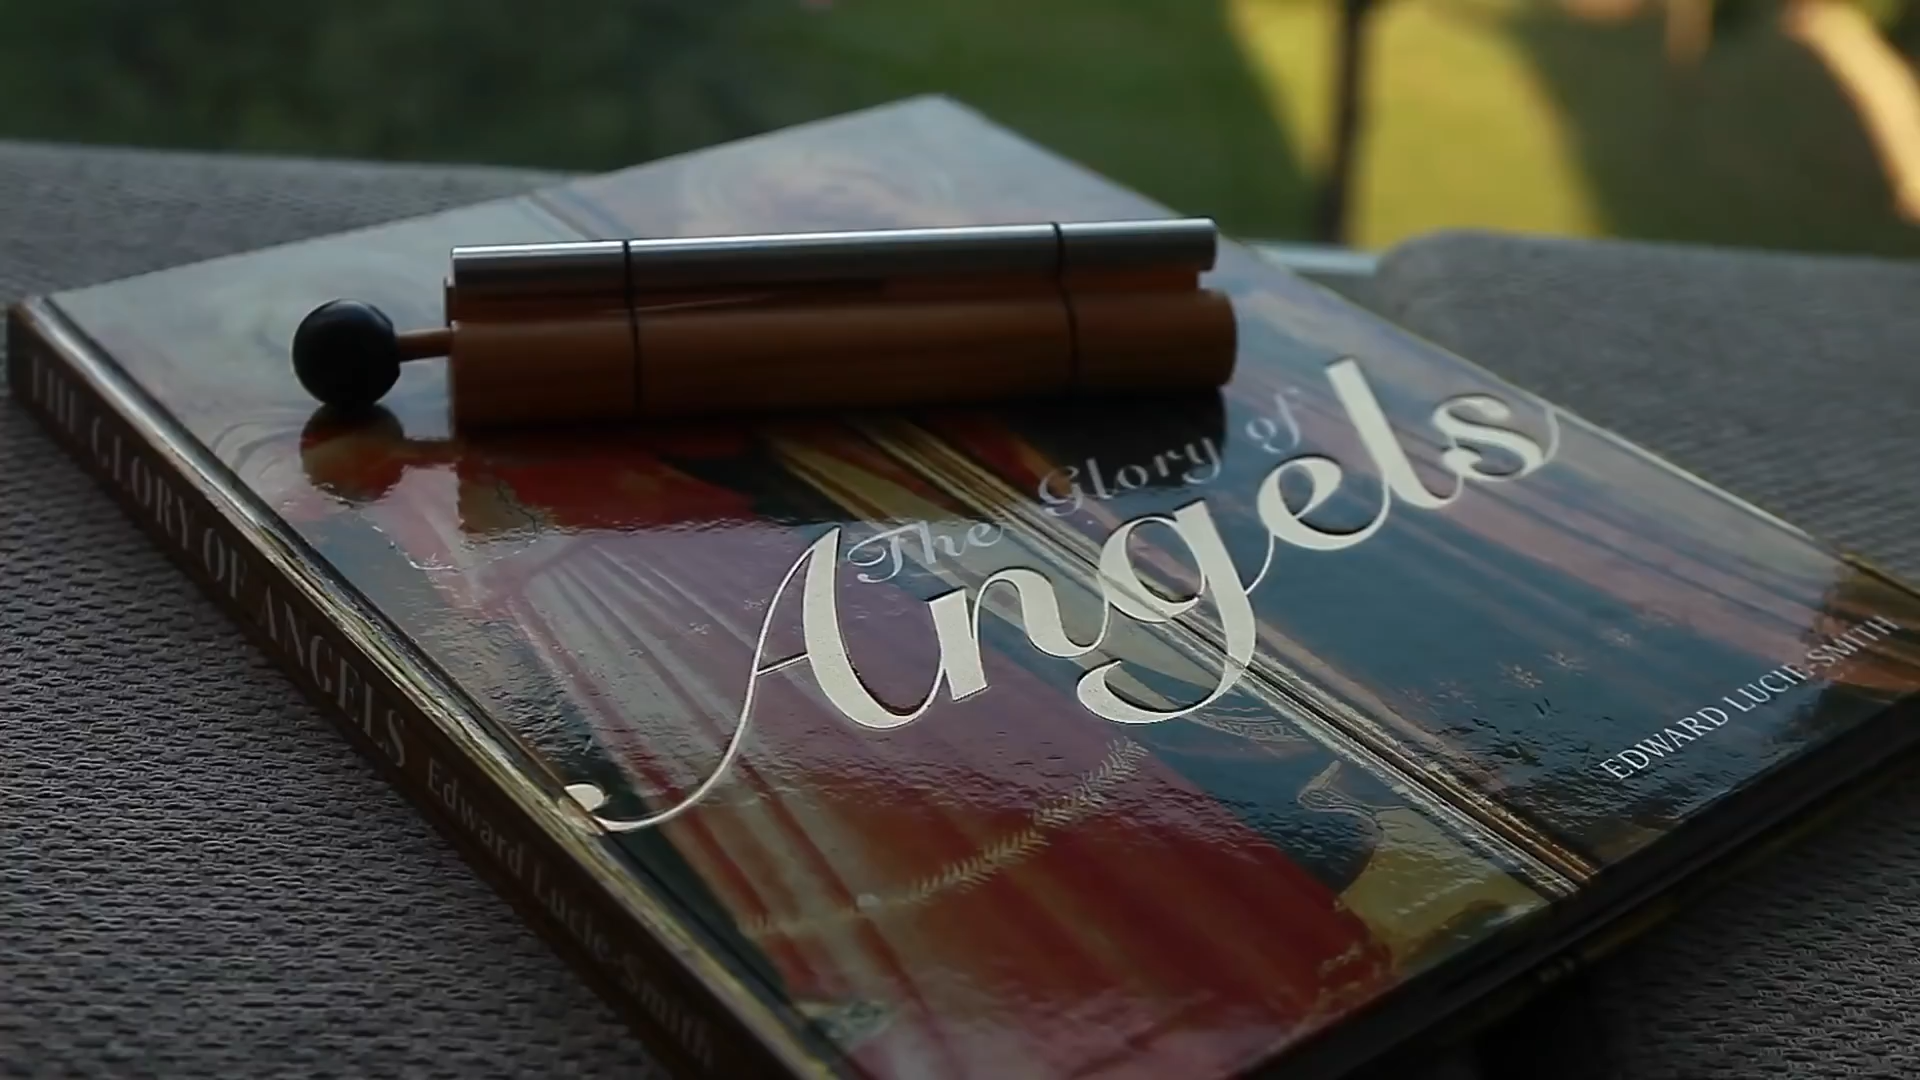 The Glory of
Angels
EDWARD LUCIE-SMITH
THE GLORY OF ANGELS Edward Lucie-Smith